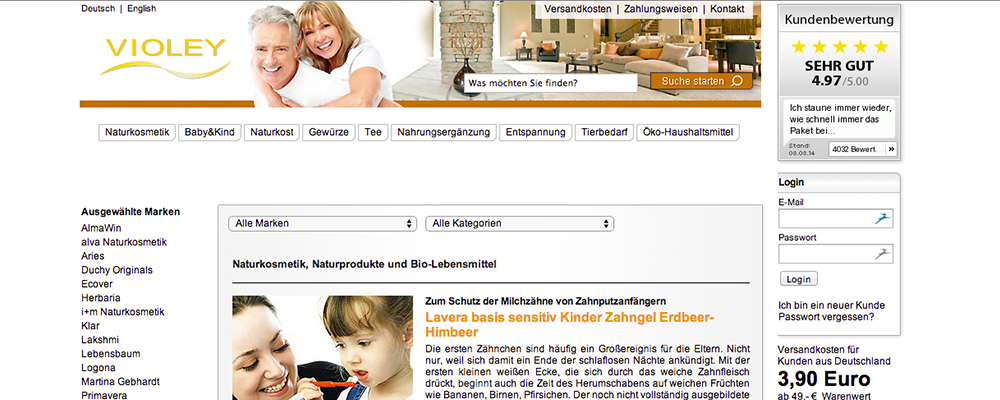 Deutsch | English
Versandkosten | Zahlungsweisen | Kontakt
VIOLEY
Was möchten Sie finden?
Suche starten
Kundenbewertung
SEHR GUT
4.97/5.00
Ich staune immer wieder,
wie schnell immer das
Paket bei...
Stand:
08.08.14
4032 Bewert. »
Naturkosmetik
Baby&Kind
Naturkost
Gewürze
Tee
Nahrungsergänzung
Entspannung
Tierbedarf
Öko-Haushaltsmittel
Login
E-Mail
Passwort
Login
Ich bin ein neuer Kunde
Passwort vergessen?
Versandkosten für
Kunden aus Deutschland
3,90 Euro
ab 49,- € Warenwert
Ausgewählte Marken
AlmaWin
alva Naturkosmetik
Aries
Duchy Originals
Ecover
Herbaria
i+m Naturkosmetik
Klar
Lakshmi
Lebensbaum
Logona
Martina Gebhardt
Primavera
Alle Marken
Alle Kategorien
Naturkosmetik, Naturprodukte und Bio-Lebensmittel
Zum Schutz der Milchzähne von Zahnputzanfängern
Lavera basis sensitiv Kinder Zahngel Erdbeer-
Himbeer
Die ersten Zähnchen sind häufig ein Großereignis für die Eltern. Nicht
nur, weil sich damit ein Ende der schlaflosen Nächte ankündigt. Mit der
ersten kleinen weißen Ecke, die sich durch das weiche Zahnfleisch
drückt, beginnt auch die Zeit des Herumschabens auf weichen Früchten
wie Bananen, Birnen, Pfirsichen. Der noch nicht vollständig ausgebildete